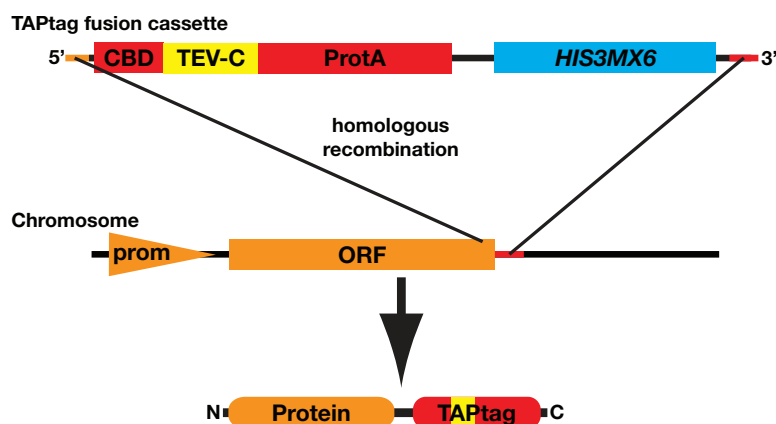 TAPtag fusion cassette
5’ CBD TEV-C ProtA HIS3MX6 3’
homologous
recombination
Chromosome
prom ORF
N Protein TAPtag C